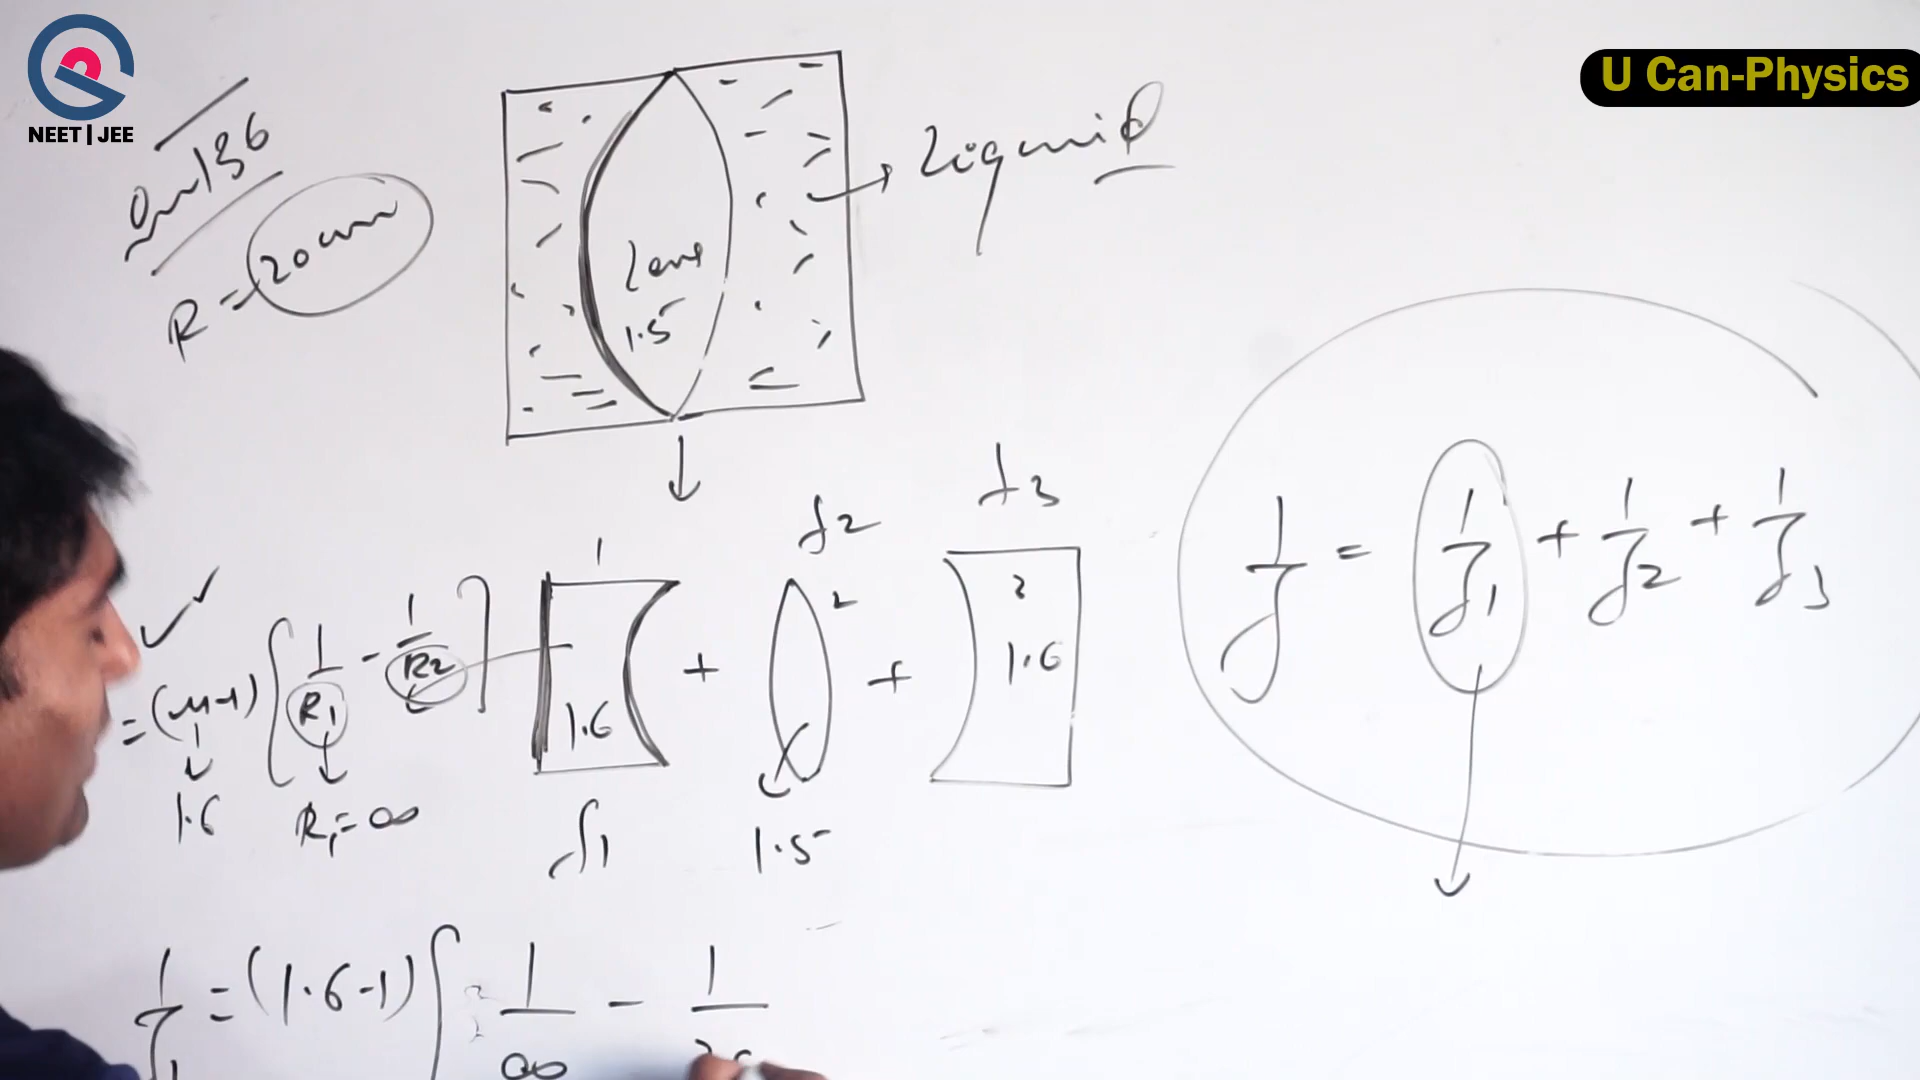 NEET|JEE
U Can-Physics
Qn 136
R = 20 cm
Liquid
Lens
1.5
f2
f3
1
2
3
1.6
+
+
1.6
f1
1.5
1/f = 1/f1 + 1/f2 + 1/f3
= (μ-1) [1/R1 - 1/R2]
1.6
R1 = ∞
1/f1 = (1.6-1) [1/∞ - 1/20